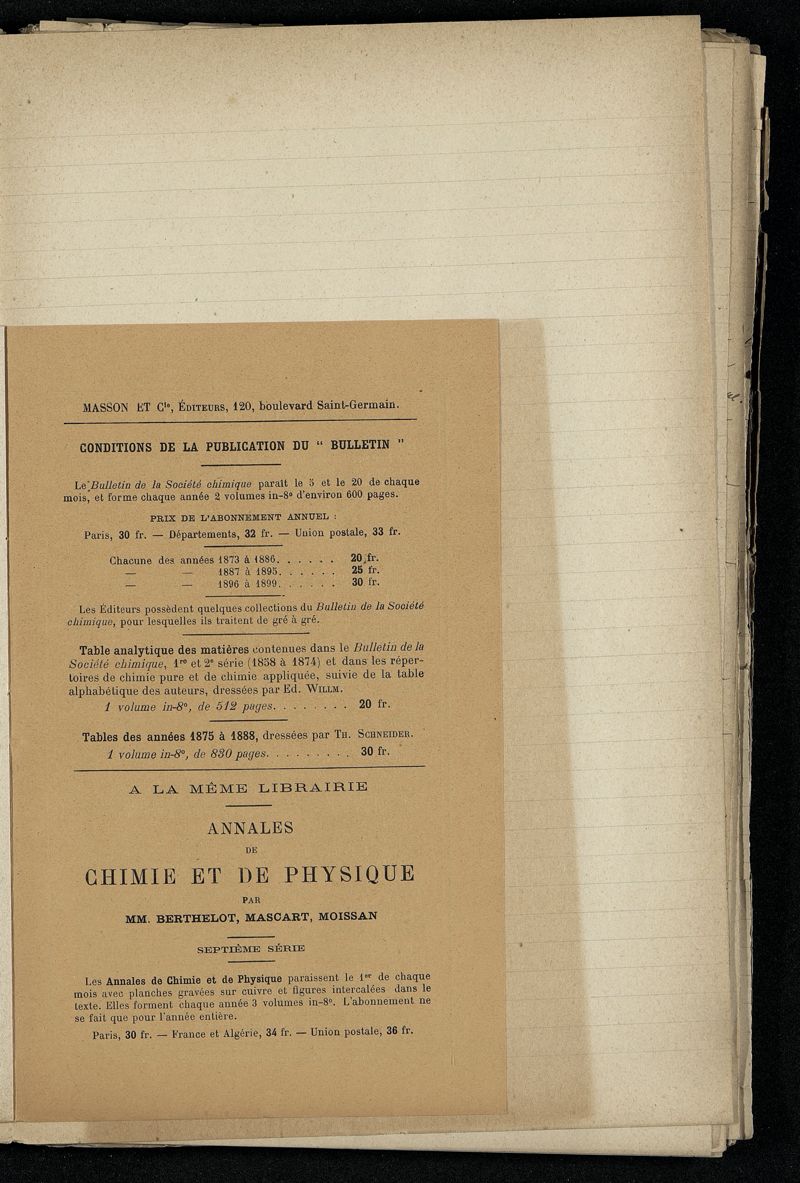 MASSON ET Cie, ÉDITEURS, 120, boulevard Saint-Germain.
CONDITIONS DE LA PUBLICATION DU “ BULLETIN ”
Le Bulletin de la Société chimique paraît le 5 et le 20 de chaque
mois, et forme chaque année 2 volumes in-8° d'environ 600 pages.
PRIX DE L'ABONNEMENT ANNUEL :
Paris, 30 fr. — Départements, 32 fr. — Union postale, 33 fr.
Chacune des années 1873 à 1886. . . . . . 20 fr.
— — 1887 à 1895. . . . . . 25 fr.
— — 1896 à 1899. . . . . . 30 fr.
Les Éditeurs possèdent quelques collections du Bulletin de la Société
chimique, pour lesquelles ils traitent de gré à gré.
Table analytique des matières contenues dans le Bulletin de la
Société chimique, 1re et 2e série (1858 à 1874) et dans les réper-
toires de chimie pure et de chimie appliquée, suivie de la table
alphabétique des auteurs, dressées par Ed. WILLM.
1 volume in-8°, de 512 pages. . . . . . . . 20 fr.
Tables des années 1875 à 1888, dressées par TH. SCHNEIDER.
1 volume in-8°, de 830 pages. . . . . . . . . 30 fr.
A LA MÊME LIBRAIRIE
ANNALES
DE
CHIMIE ET DE PHYSIQUE
PAR
MM. BERTHELOT, MASCART, MOISSAN
SEPTIÈME SÉRIE
Les Annales de Chimie et de Physique paraissent le 1er de chaque
mois avec planches gravées sur cuivre et figures intercalées dans le
texte. Elles forment chaque année 3 volumes in-8°. L'abonnement ne
se fait que pour l'année entière.
Paris, 30 fr. — France et Algérie, 34 fr. — Union postale, 36 fr.